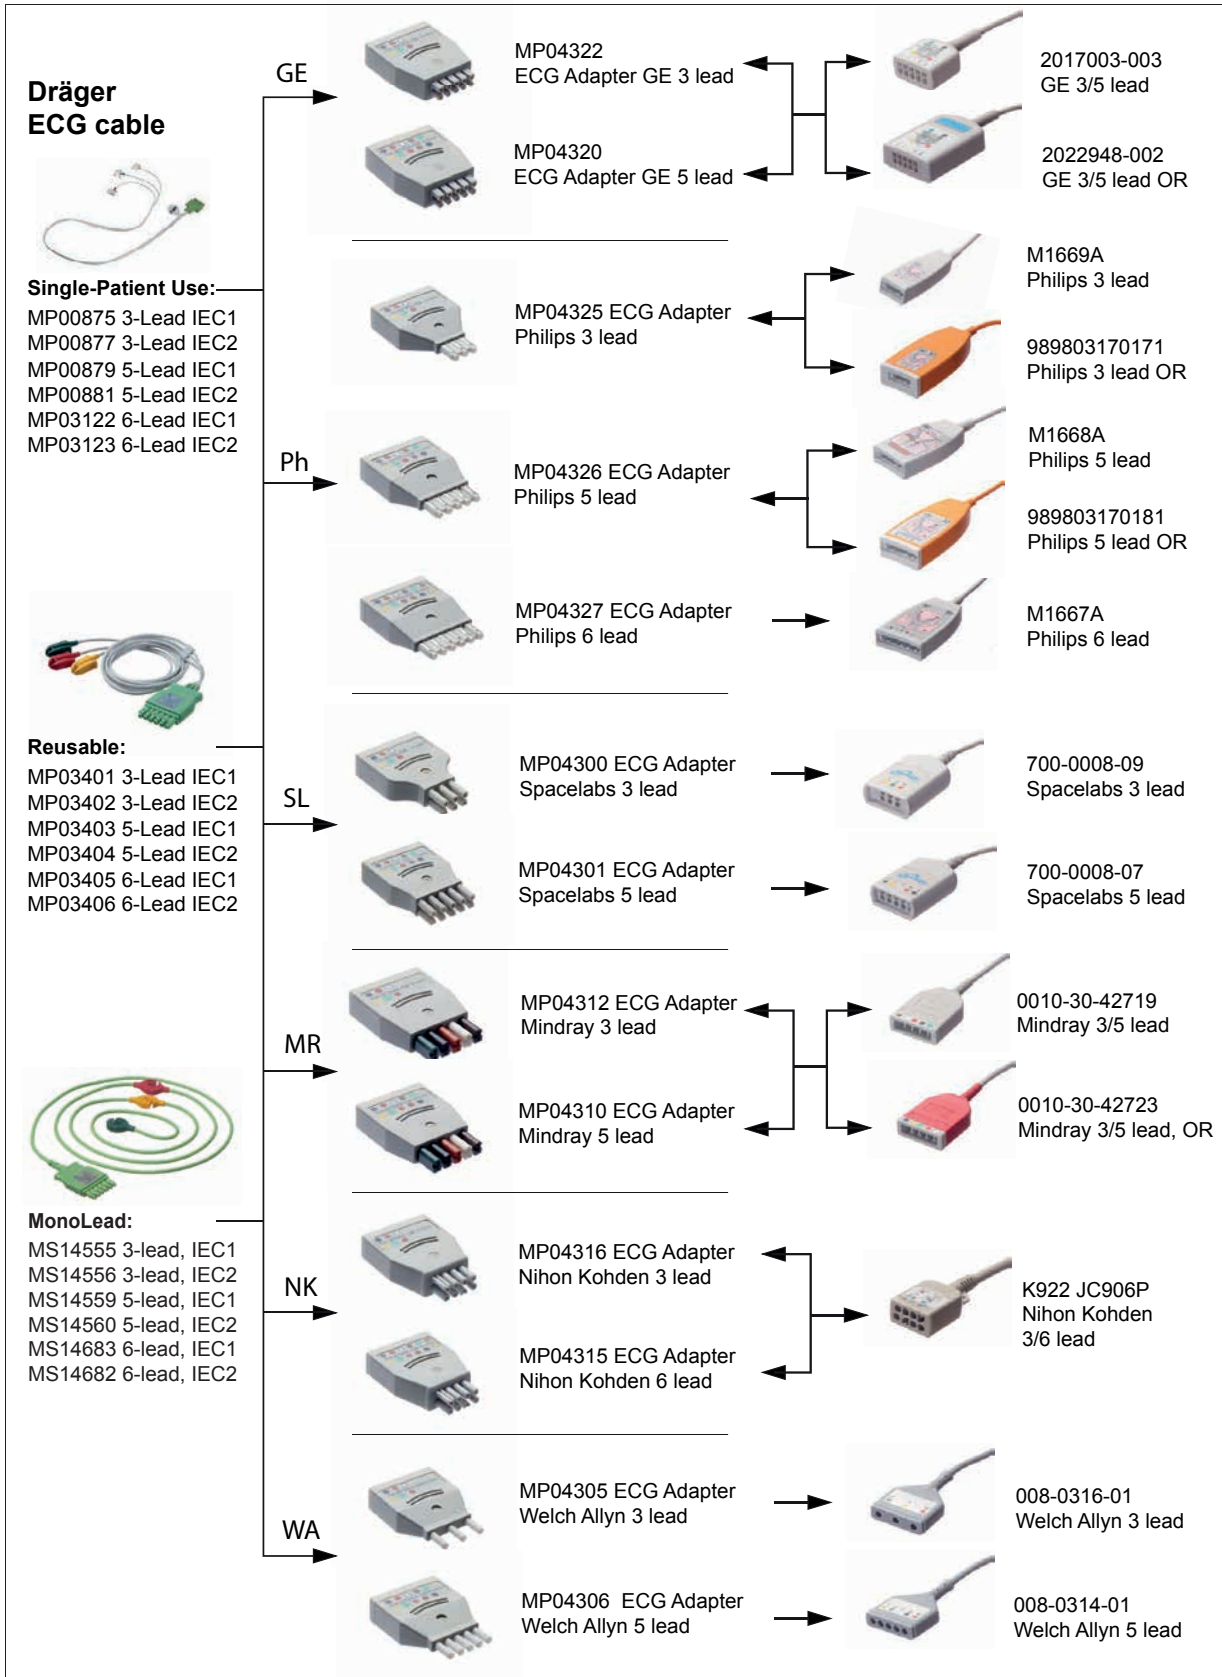 Dräger
ECG cable
Single-Patient Use:
MP00875 3-Lead IEC1
MP00877 3-Lead IEC2
MP00879 5-Lead IEC1
MP00881 5-Lead IEC2
MP03122 6-Lead IEC1
MP03123 6-Lead IEC2
Reusable:
MP03401 3-Lead IEC1
MP03402 3-Lead IEC2
MP03403 5-Lead IEC1
MP03404 5-Lead IEC2
MP03405 6-Lead IEC1
MP03406 6-Lead IEC2
MonoLead:
MS14555 3-lead, IEC1
MS14556 3-lead, IEC2
MS14559 5-lead, IEC1
MS14560 5-lead, IEC2
MS14683 6-lead, IEC1
MS14682 6-lead, IEC2
GE
MP04322
ECG Adapter GE 3 lead
MP04320
ECG Adapter GE 5 lead
2017003-003
GE 3/5 lead
2022948-002
GE 3/5 lead OR
Ph
MP04325 ECG Adapter
Philips 3 lead
M1669A
Philips 3 lead
989803170171
Philips 3 lead OR
MP04326 ECG Adapter
Philips 5 lead
M1668A
Philips 5 lead
989803170181
Philips 5 lead OR
MP04327 ECG Adapter
Philips 6 lead
M1667A
Philips 6 lead
SL
MP04300 ECG Adapter
Spacelabs 3 lead
700-0008-09
Spacelabs 3 lead
MP04301 ECG Adapter
Spacelabs 5 lead
700-0008-07
Spacelabs 5 lead
MR
MP04312 ECG Adapter
Mindray 3 lead
MP04310 ECG Adapter
Mindray 5 lead
0010-30-42719
Mindray 3/5 lead
0010-30-42723
Mindray 3/5 lead, OR
NK
MP04316 ECG Adapter
Nihon Kohden 3 lead
MP04315 ECG Adapter
Nihon Kohden 6 lead
K922 JC906P
Nihon Kohden
3/6 lead
WA
MP04305 ECG Adapter
Welch Allyn 3 lead
008-0316-01
Welch Allyn 3 lead
MP04306 ECG Adapter
Welch Allyn 5 lead
008-0314-01
Welch Allyn 5 lead